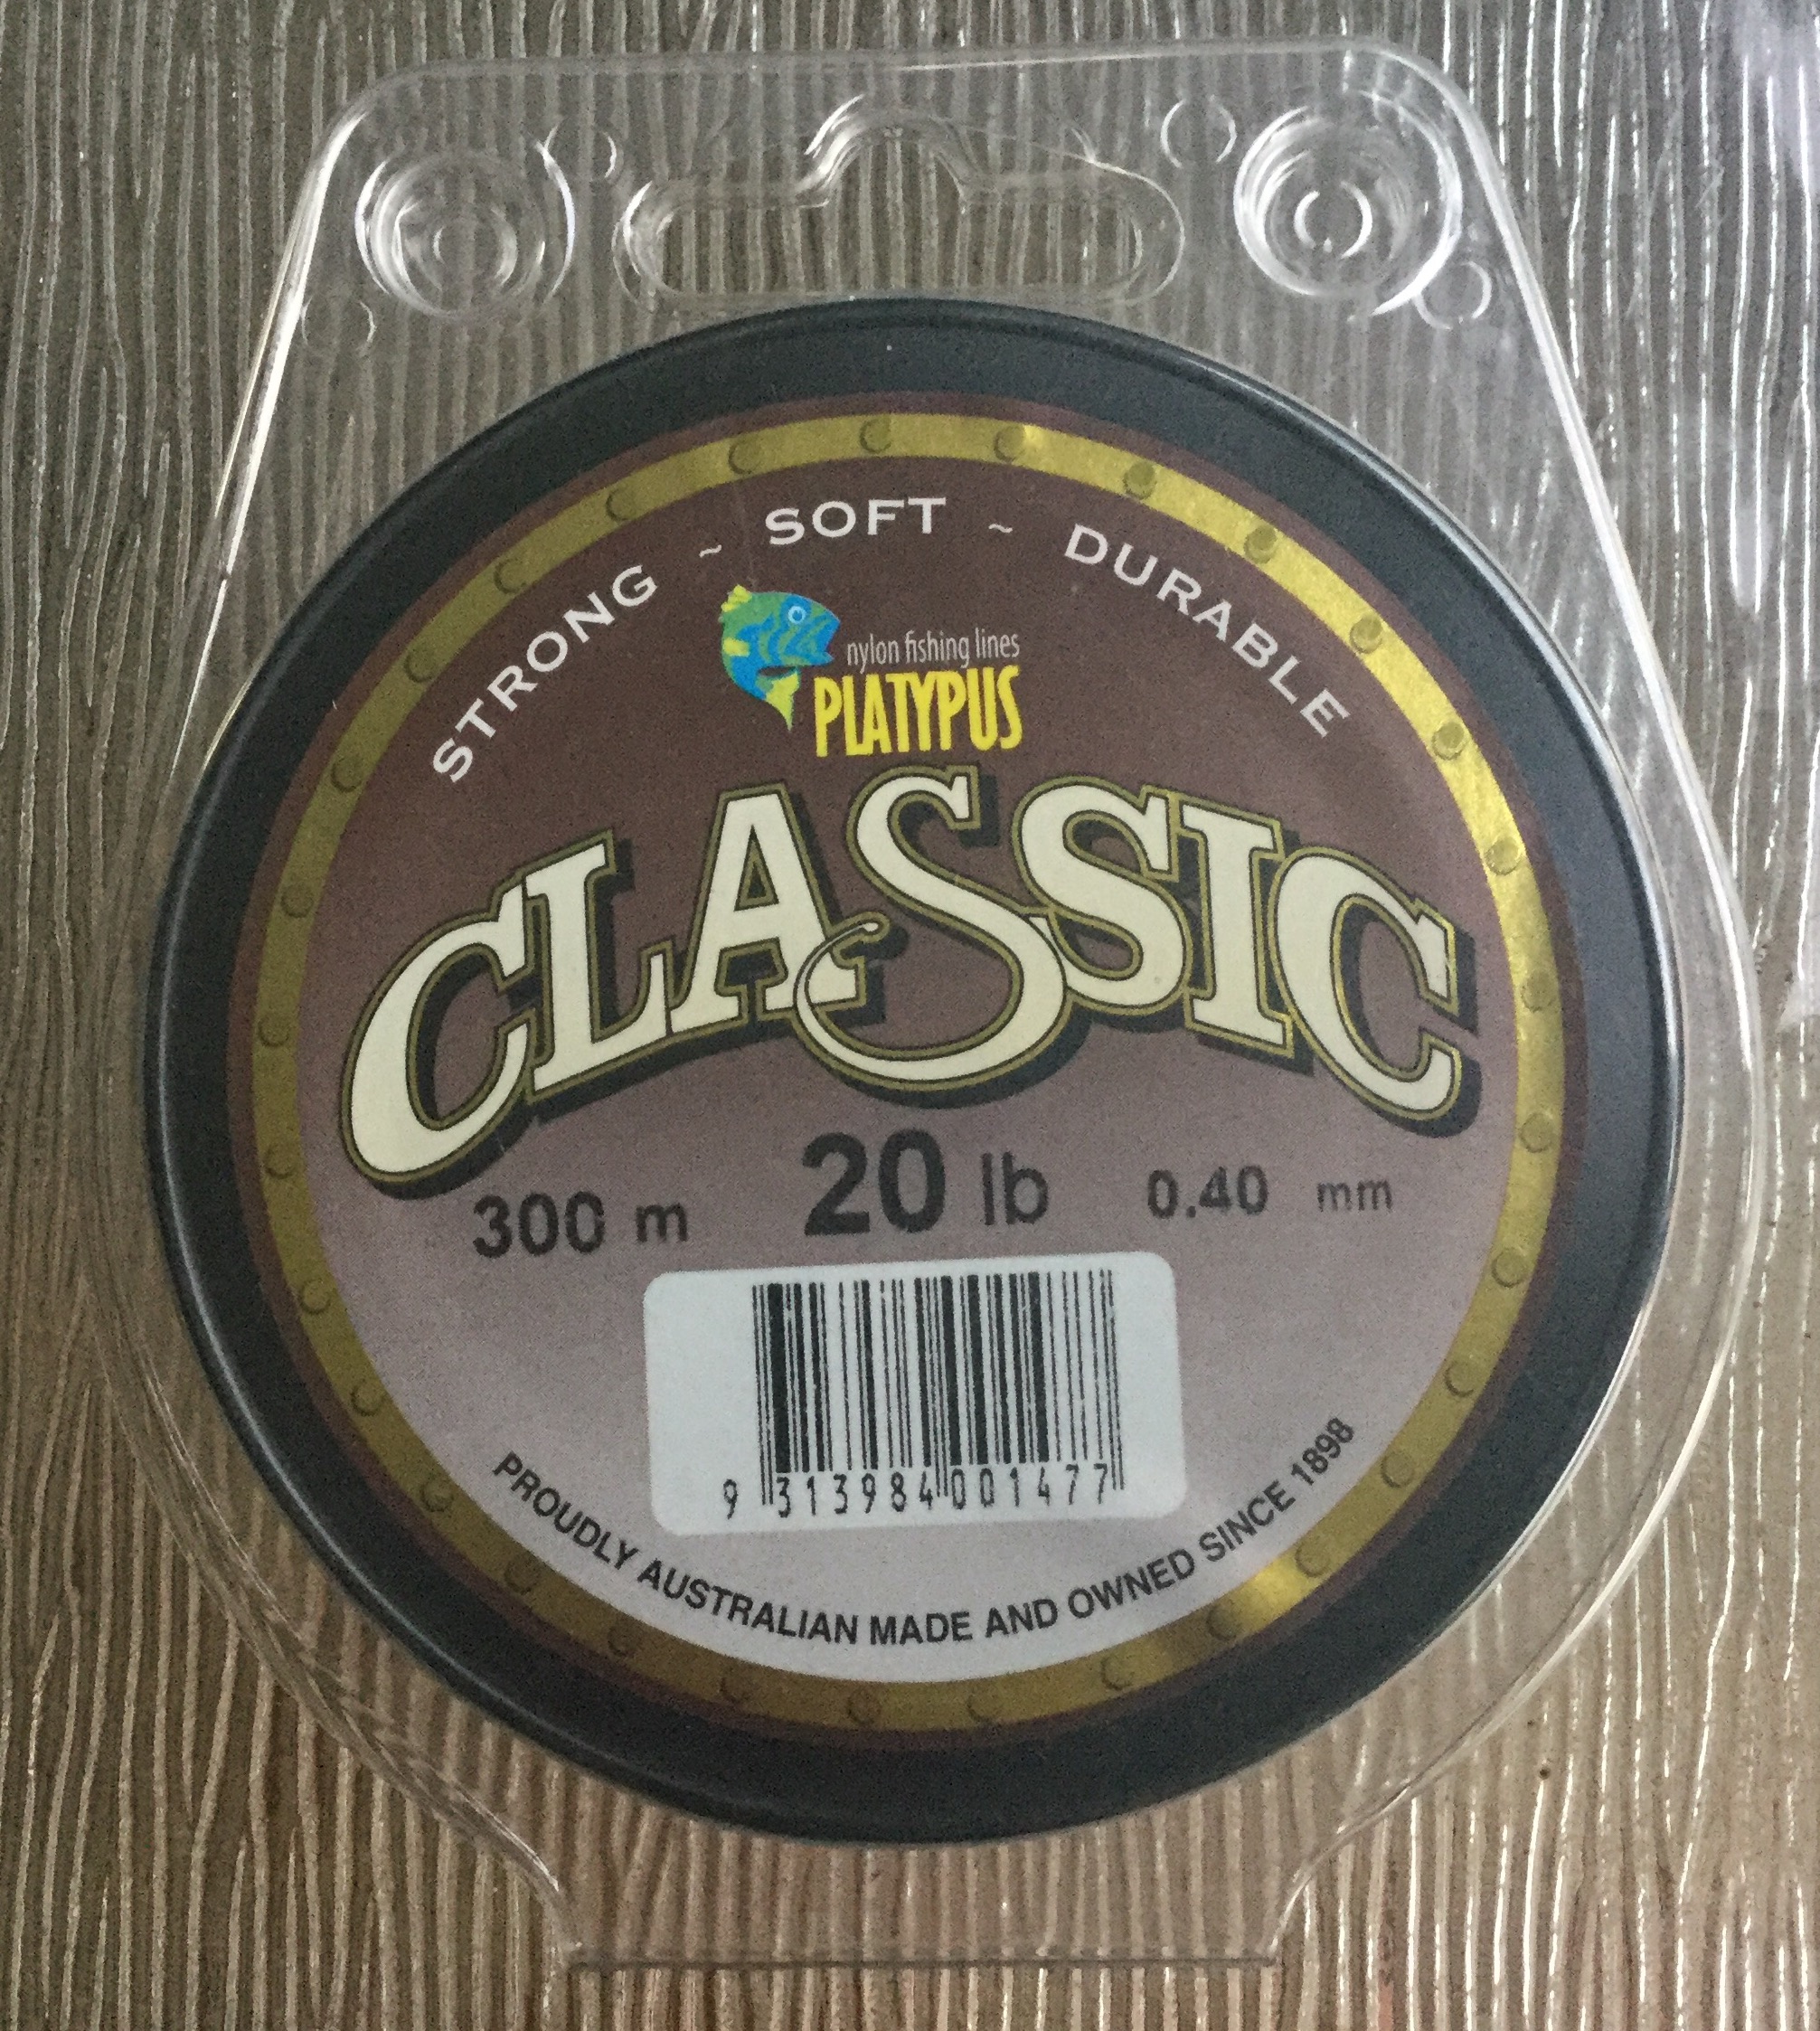 STRONG ~ SOFT ~ DURABLE
nylon fishing lines
PLATYPUS
CLASSIC
300 m 20 lb 0.40 mm
9 313984 001477
PROUDLY AUSTRALIAN MADE AND OWNED SINCE 1898